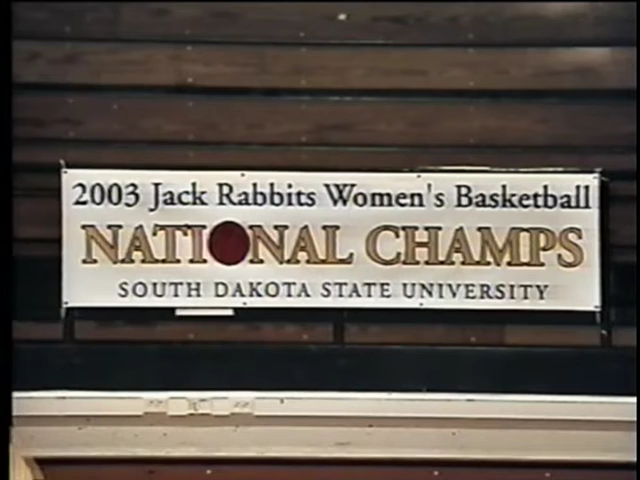 2003 Jack Rabbits Women's Basketball
NATIONAL CHAMPS
SOUTH DAKOTA STATE UNIVERSITY